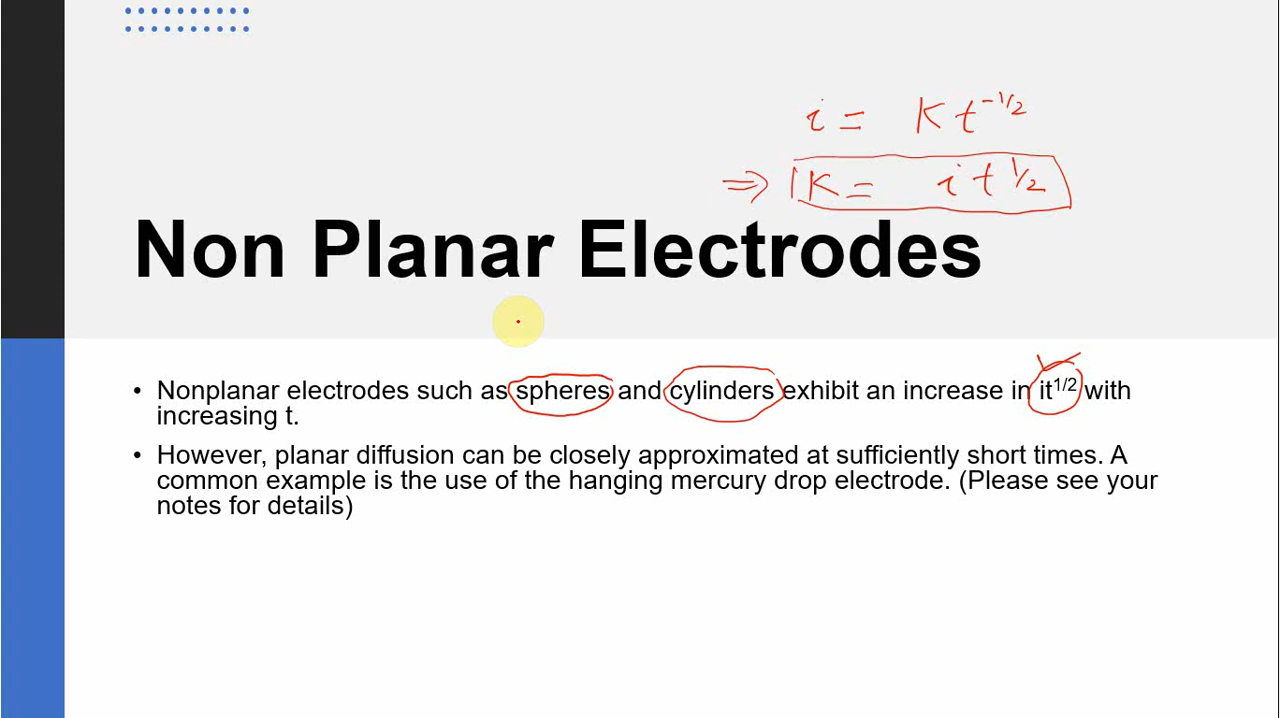 i = K t^-1/2
⇒ K = i t^1/2
Non Planar Electrodes
• Nonplanar electrodes such as spheres and cylinders exhibit an increase in it^1/2 with
increasing t.
• However, planar diffusion can be closely approximated at sufficiently short times. A
common example is the use of the hanging mercury drop electrode. (Please see your
notes for details)